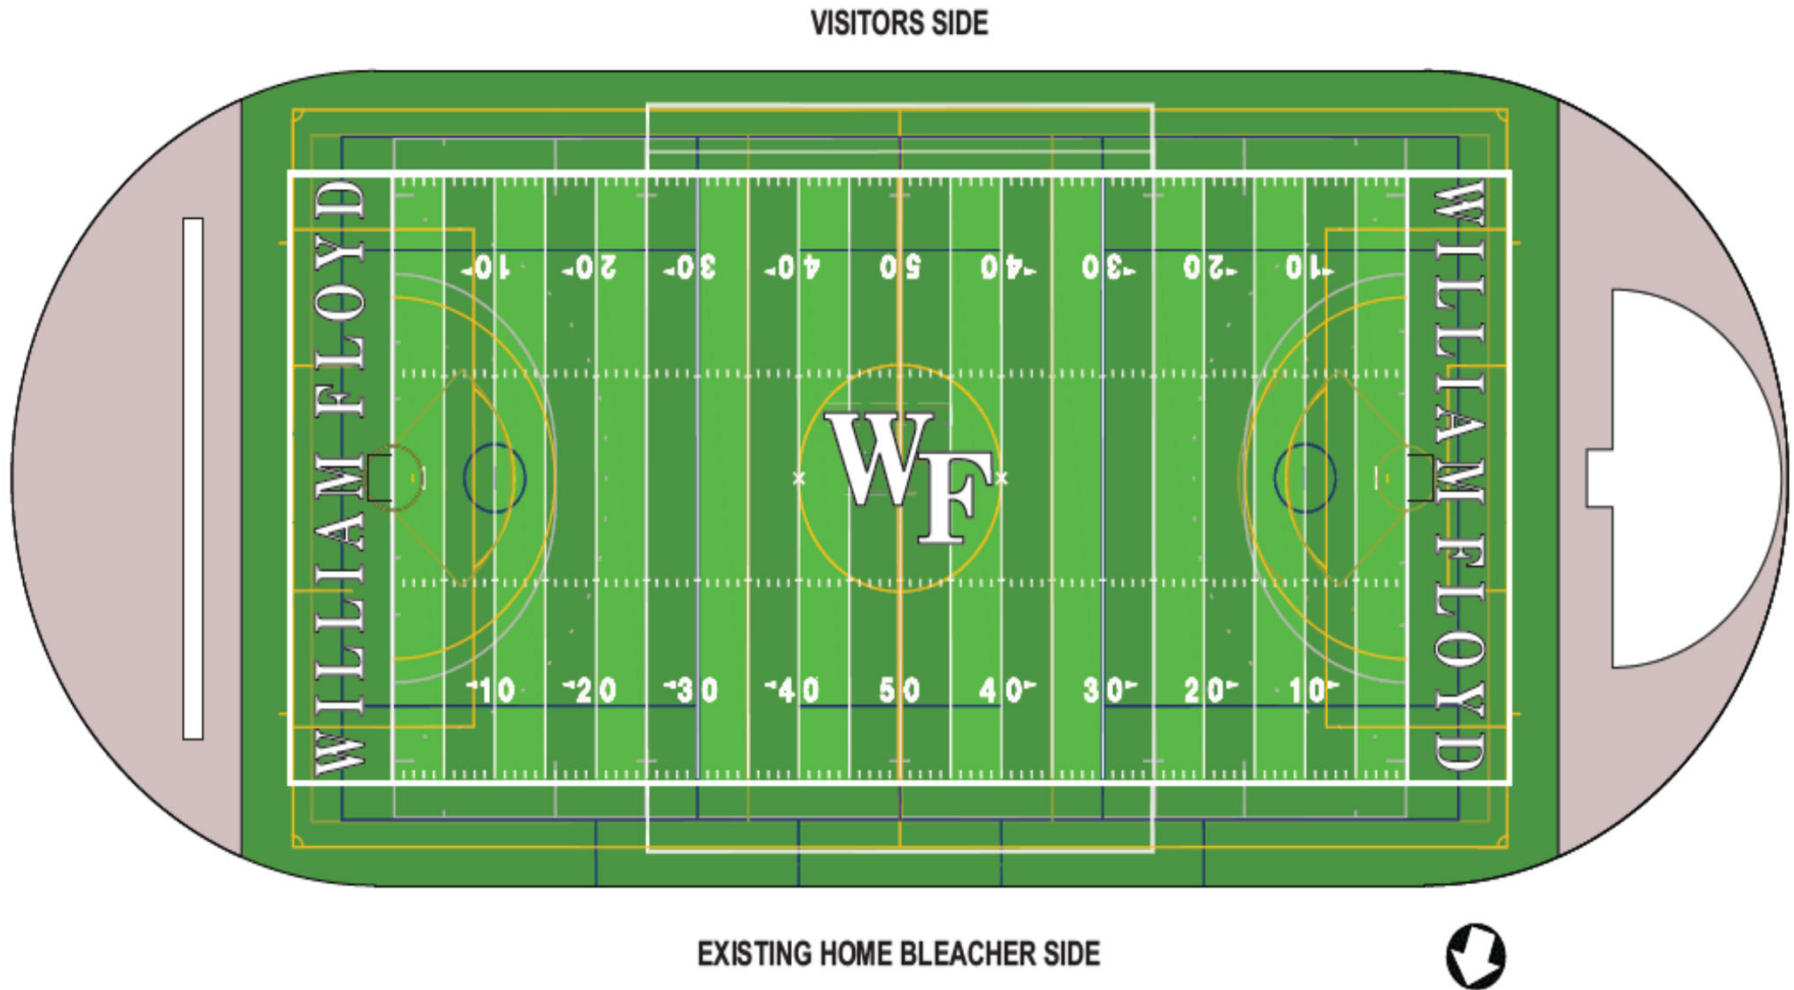 VISITORS SIDE
WILLIAM FLOYD
WILLIAM FLOYD
10 20 30 40 50 40 30 20 10
WF
10 20 30 40 50 40 30 20 10
EXISTING HOME BLEACHER SIDE